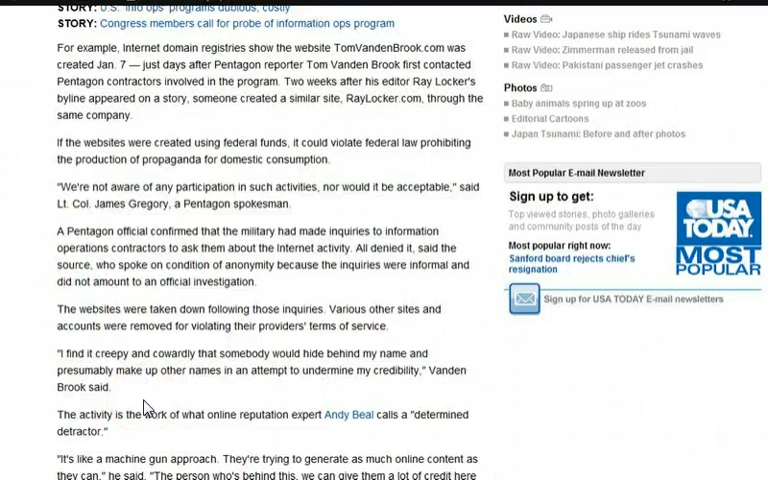 STORY: U.S. 'info ops' programs dubious, costly
STORY: Congress members call for probe of information ops program
For example, Internet domain registries show the website TomVandenBrook.com was
created Jan. 7 — just days after Pentagon reporter Tom Vanden Brook first contacted
Pentagon contractors involved in the program. Two weeks after his editor Ray Locker's
byline appeared on a story, someone created a similar site, RayLocker.com, through the
same company.
If the websites were created using federal funds, it could violate federal law prohibiting
the production of propaganda for domestic consumption.
"We're not aware of any participation in such activities, nor would it be acceptable," said
Lt. Col. James Gregory, a Pentagon spokesman.
A Pentagon official confirmed that the military had made inquiries to information
operations contractors to ask them about the Internet activity. All denied it, said the
source, who spoke on condition of anonymity because the inquiries were informal and
did not amount to an official investigation.
The websites were taken down following those inquiries. Various other sites and
accounts were removed for violating their providers' terms of service.
"I find it creepy and cowardly that somebody would hide behind my name and
presumably make up other names in an attempt to undermine my credibility," Vanden
Brook said.
The activity is the work of what online reputation expert Andy Beal calls a "determined
detractor."
"It's like a machine gun approach. They're trying to generate as much online content as
they can," he said. "The person who's behind this, we can give them a lot of credit here
Videos
Raw Video: Japanese ship rides Tsunami waves
Raw Video: Zimmerman released from jail
Raw Video: Pakistani passenger jet crashes
Photos
Baby animals spring up at zoos
Editorial Cartoons
Japan Tsunami: Before and after photos
Most Popular E-mail Newsletter
Sign up to get:
Top viewed stories, photo galleries
and community posts of the day
Most popular right now:
Sanford board rejects chief's
resignation
USA
TODAY.
MOST
POPULAR
Sign up for USA TODAY E-mail newsletters